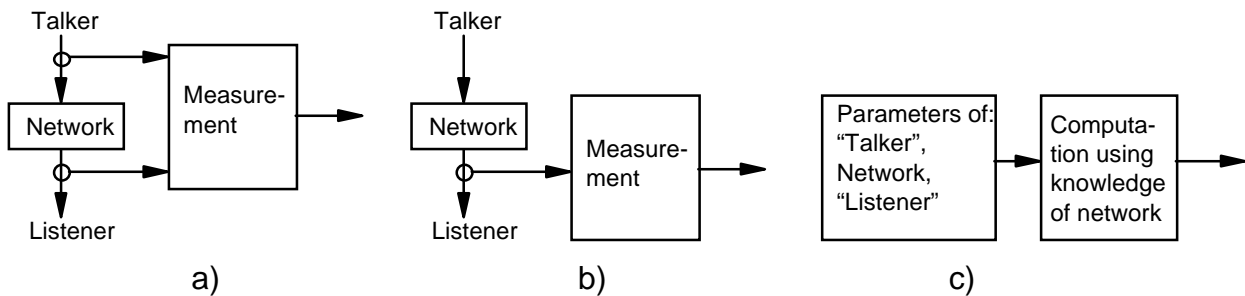 Talker
Measure-
ment
Network
Listener
a)
Talker
Network
Measure-
ment
Listener
b)
Parameters of:
“Talker”,
Network,
“Listener”
Computa-
tion using
knowledge
of network
c)